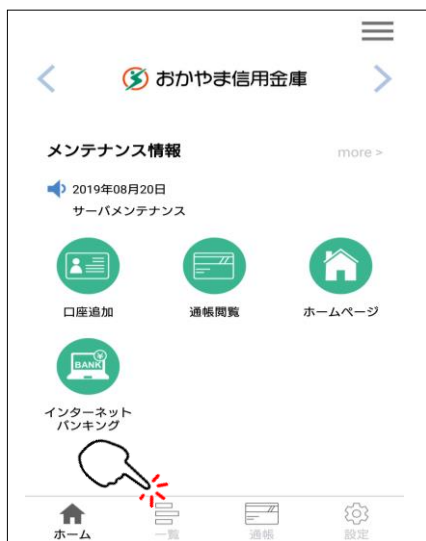 おかやま信用金庫
メンテナンス情報
more >
2019年08月20日
サーバメンテナンス
口座追加
通帳閲覧
ホームページ
BANK
¥
インターネット
バンキング
ホーム
一覧
通帳
設定